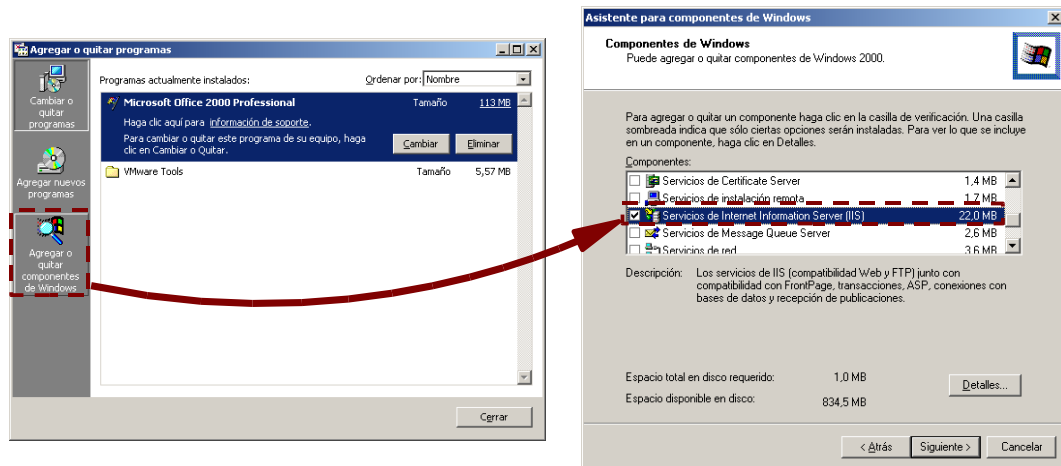 Agregar o quitar programas
Cambiar o
quitar
programas
Agregar nuevos
programas
Agregar o
quitar
componentes
de Windows
Programas actualmente instalados:
Ordenar por: Nombre
Microsoft Office 2000 Professional Tamaño 113 MB
Haga clic aquí para información de soporte.
Para cambiar o quitar este programa de su equipo, haga
clic en Cambiar o Quitar.
Cambiar Eliminar
VMware Tools Tamaño 5,57 MB
Cerrar
Asistente para componentes de Windows
Componentes de Windows
Puede agregar o quitar componentes de Windows 2000.
Para agregar o quitar un componente haga clic en la casilla de verificación. Una casilla
sombreada indica que sólo ciertas opciones serán instaladas. Para ver lo que se incluye
en un componente, haga clic en Detalles.
Componentes:
Servicios de Certificate Server 1,4 MB
Servicios de instalación remota 1,7 MB
Servicios de Internet Information Server (IIS) 22,0 MB
Servicios de Message Queue Server 2,6 MB
Servicios de red 3,6 MB
Descripción: Los servicios de IIS (compatibilidad Web y FTP) junto con
compatibilidad con FrontPage, transacciones, ASP, conexiones con
bases de datos y recepción de publicaciones.
Espacio total en disco requerido: 1,0 MB
Espacio disponible en disco: 834,5 MB
Detalles...
< Atrás Siguiente > Cancelar